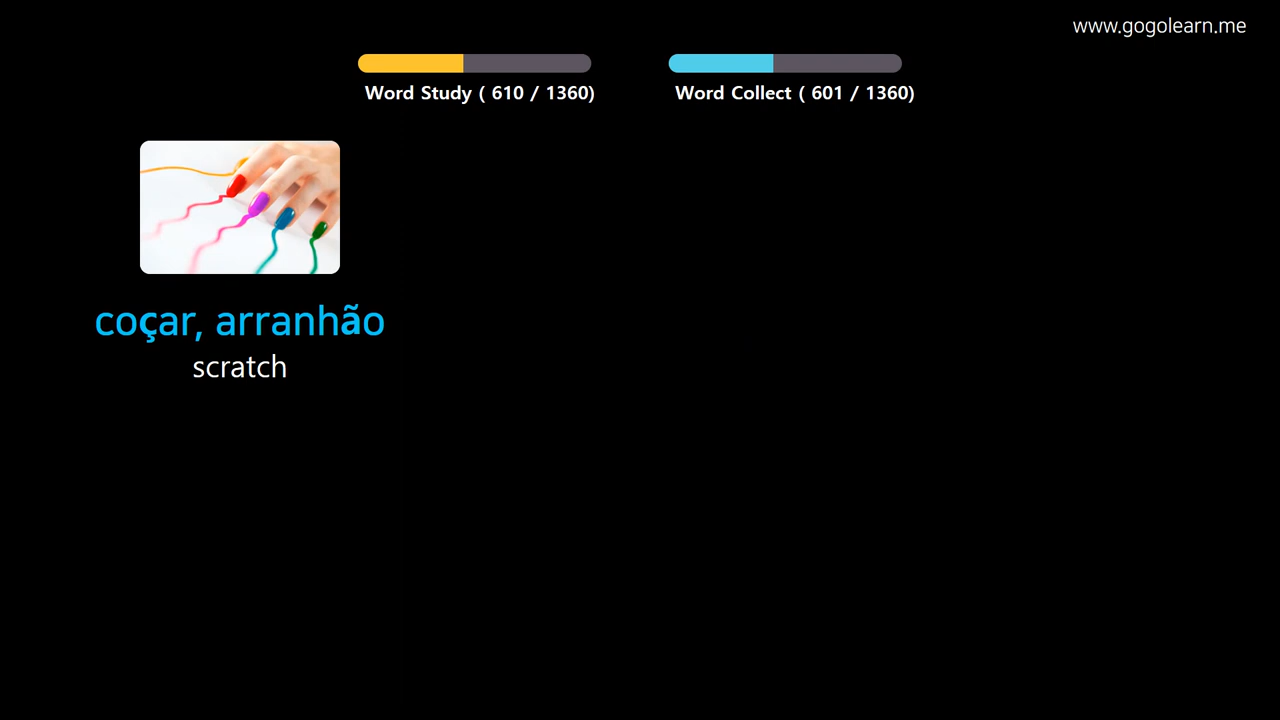 www.gogolearn.me
Word Study ( 610 / 1360)
Word Collect ( 601 / 1360)
coçar, arranhão
scratch